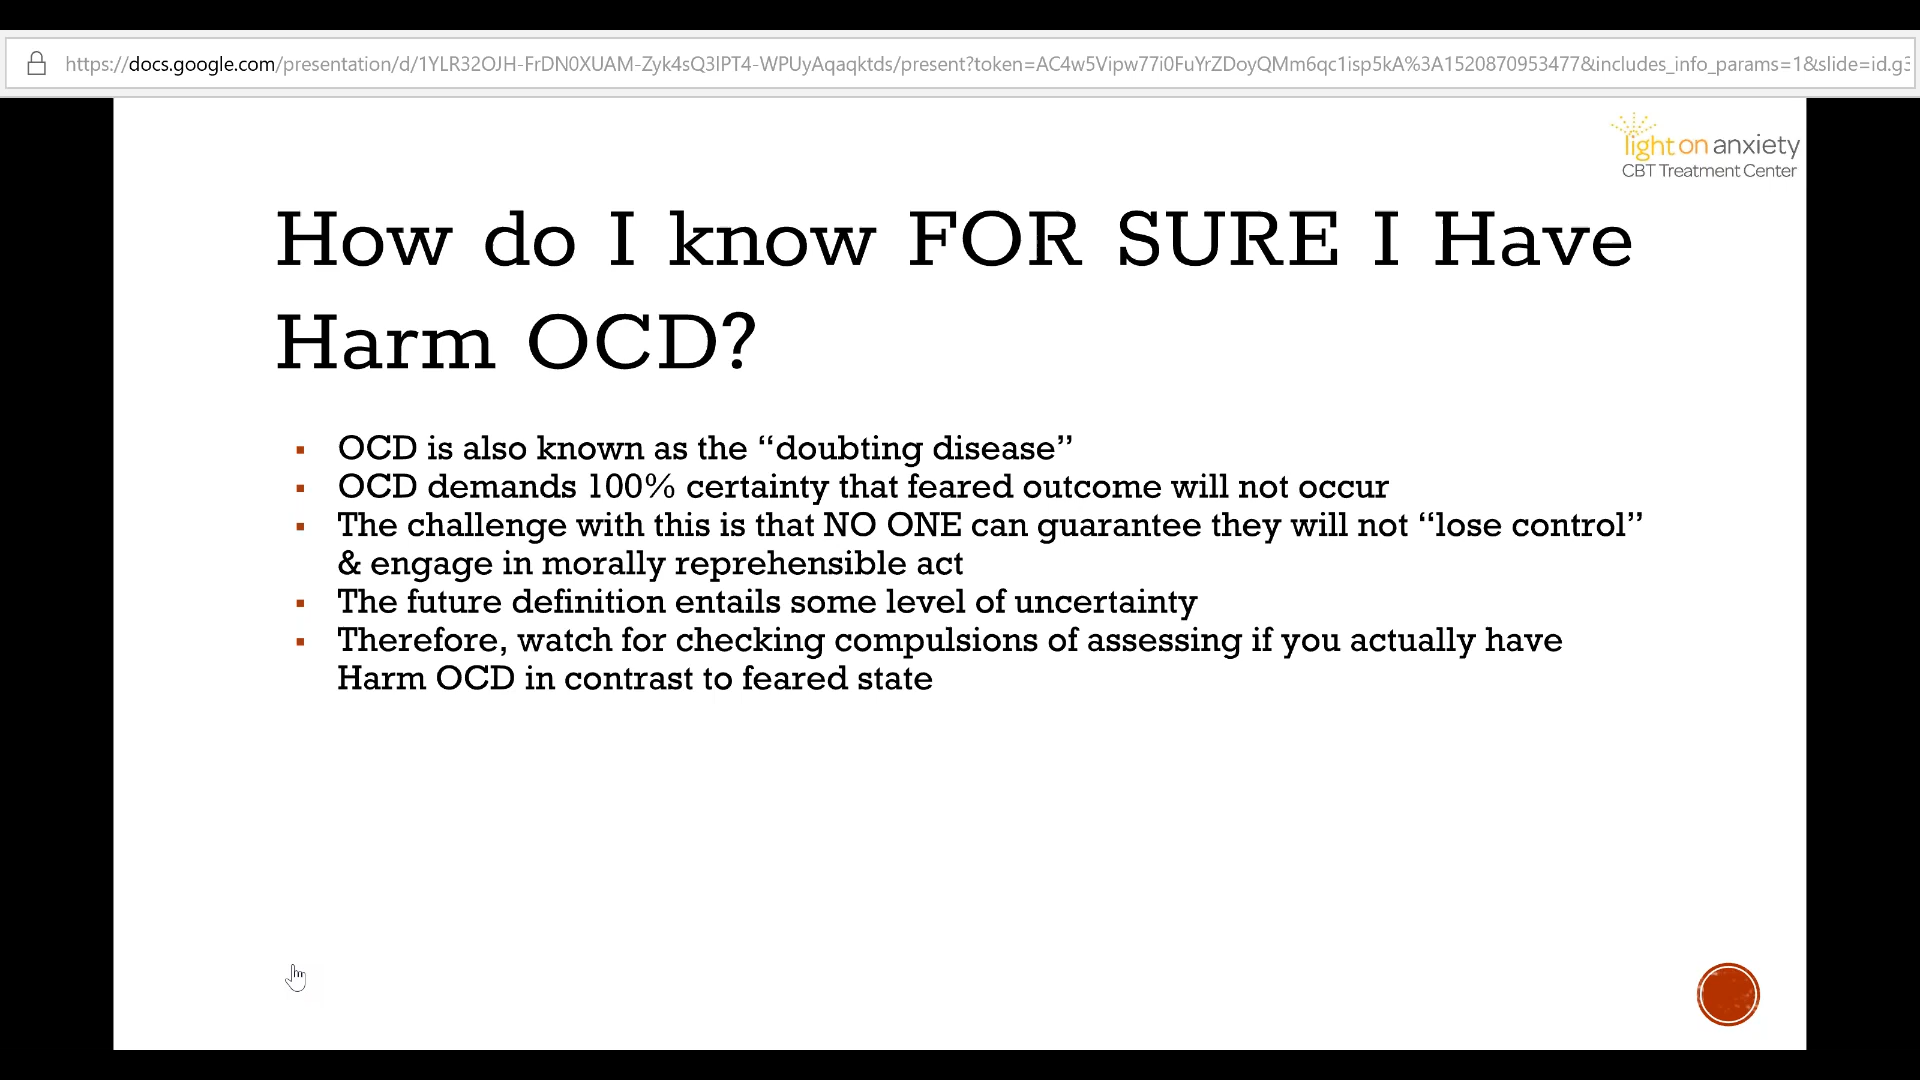 https://docs.google.com/presentation/d/1YLR32OJH-FrDN0XUAM-Zyk4sQ3lPT4-WPUyAqaqktds/present?token=AC4w5Vipw77i0FuYrZDoyQMm6qc1isp5kA%3A1520870953477&includes_info_params=1&slide=id.g3
light on anxiety
CBT Treatment Center
How do I know FOR SURE I Have
Harm OCD?
▪ OCD is also known as the “doubting disease”
▪ OCD demands 100% certainty that feared outcome will not occur
▪ The challenge with this is that NO ONE can guarantee they will not “lose control”
& engage in morally reprehensible act
▪ The future definition entails some level of uncertainty
▪ Therefore, watch for checking compulsions of assessing if you actually have
Harm OCD in contrast to feared state